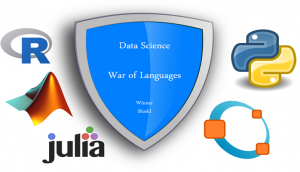 R
Data Science
War of Languages
Winner
Shield
julia